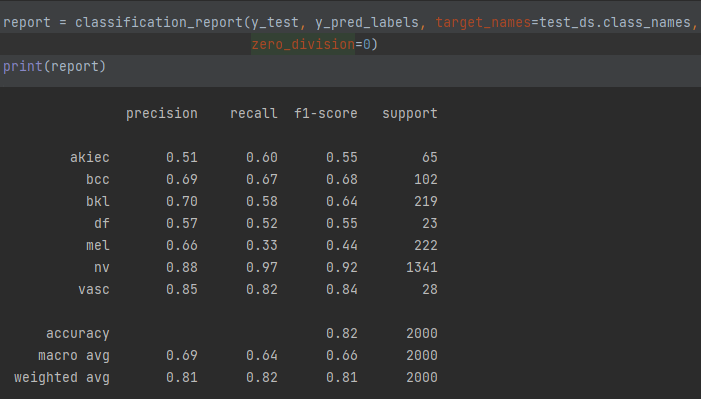 report = classification_report(y_test, y_pred_labels, target_names=test_ds.class_names,
zero_division=0)
print(report)
precision recall f1-score support
akiec 0.51 0.60 0.55 65
bcc 0.69 0.67 0.68 102
bkl 0.70 0.58 0.64 219
df 0.57 0.52 0.55 23
mel 0.66 0.33 0.44 222
nv 0.88 0.97 0.92 1341
vasc 0.85 0.82 0.84 28
accuracy 0.82 2000
macro avg 0.69 0.64 0.66 2000
weighted avg 0.81 0.82 0.81 2000